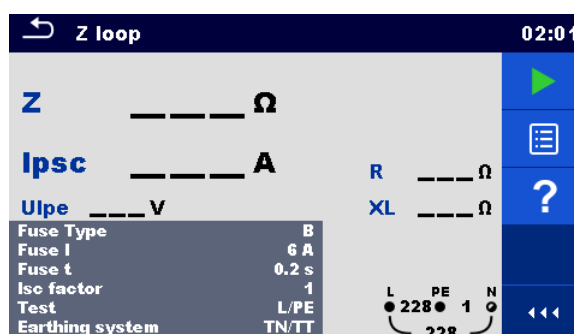 Z loop 02:01
Z ___ Ω
Ipsc ___ A
R ___ Ω
Ulpe ___ V
XL ___ Ω
?
Fuse Type B
Fuse I 6 A
Fuse t 0.2 s
Isc factor 1
Test L/PE
Earthing system TN/TT
L PE N
228 1
228